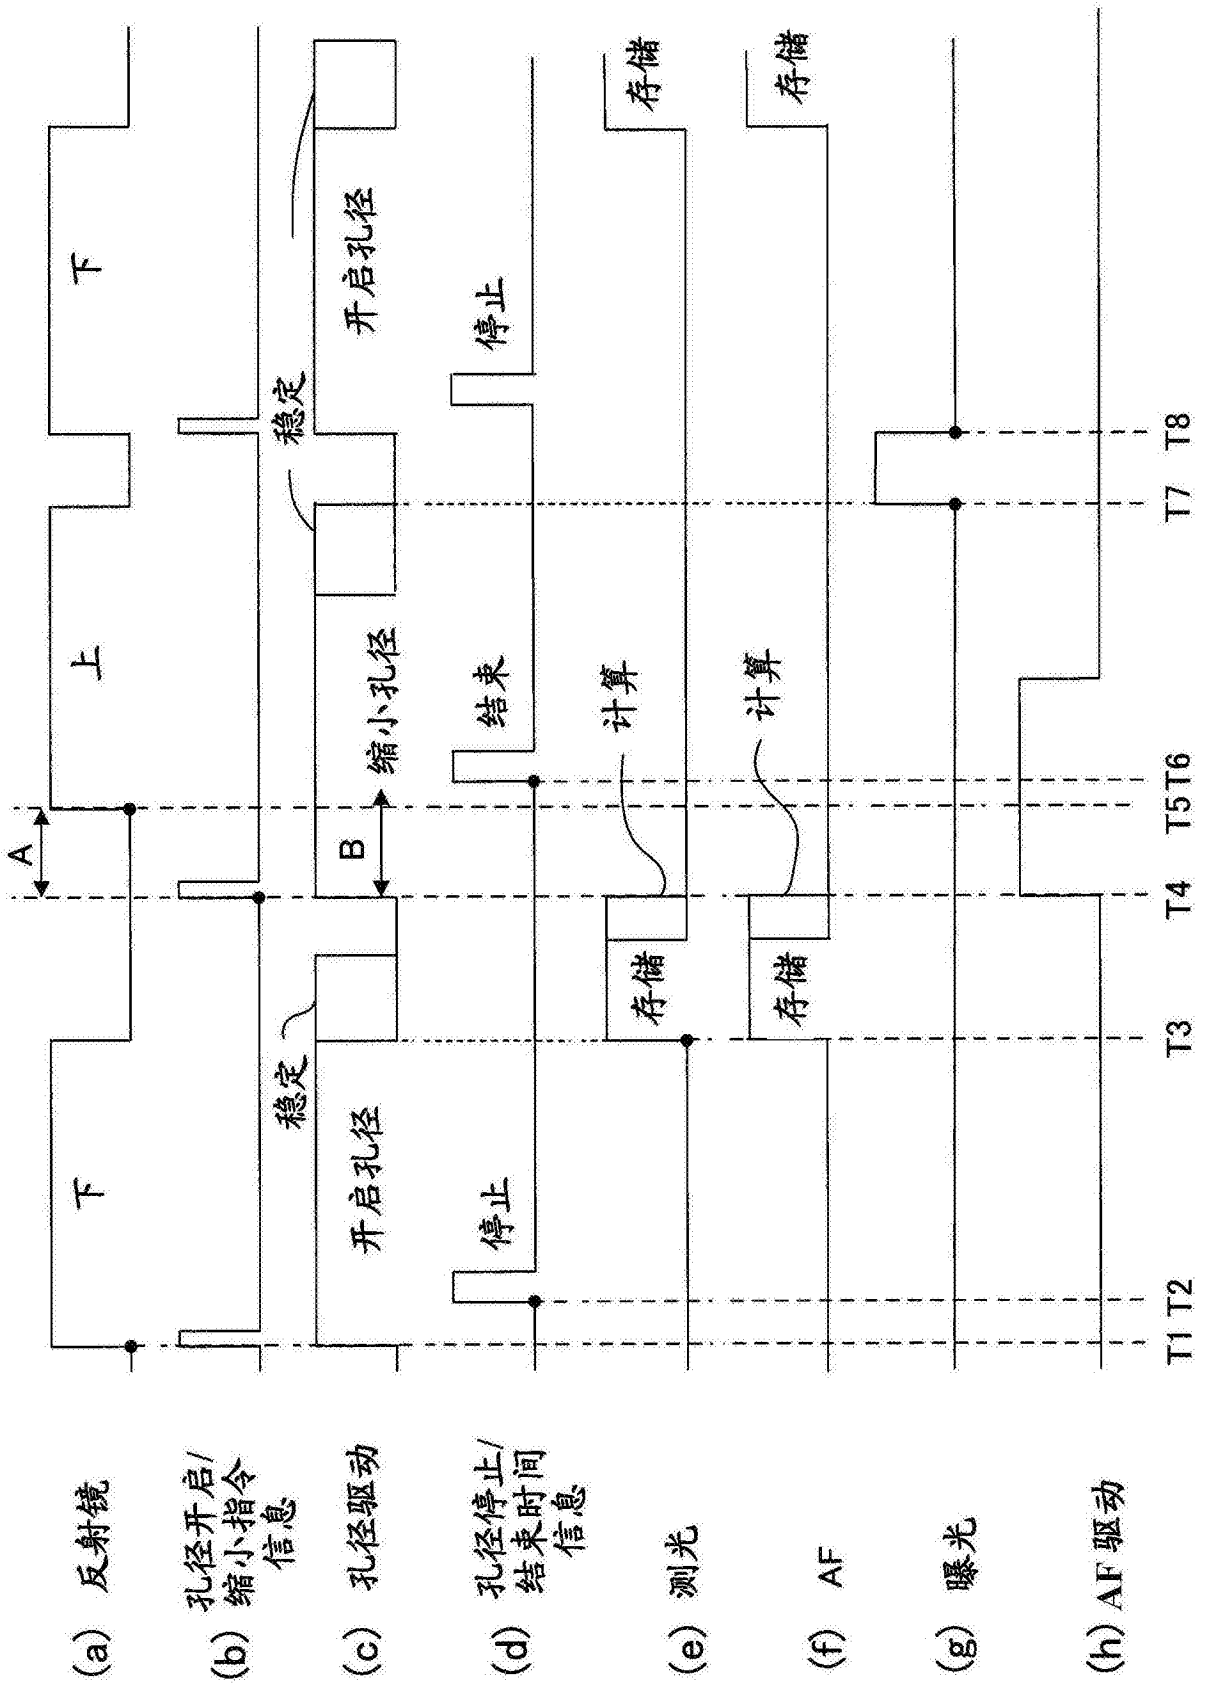 (a) 反射镜
下
上
下
A
(b) 孔径开启/
缩小指令
信息
(c) 孔径驱动
开启孔径
稳定
B
缩小孔径
稳定
开启孔径
(d) 孔径停止/
结束时间
信息
停止
结束
停止
(e) 测光
存储
计算
存储
(f) AF
存储
计算
存储
(g) 曝光
(h) AF 驱动
T1 T2 T3 T4 T5 T6 T7 T8